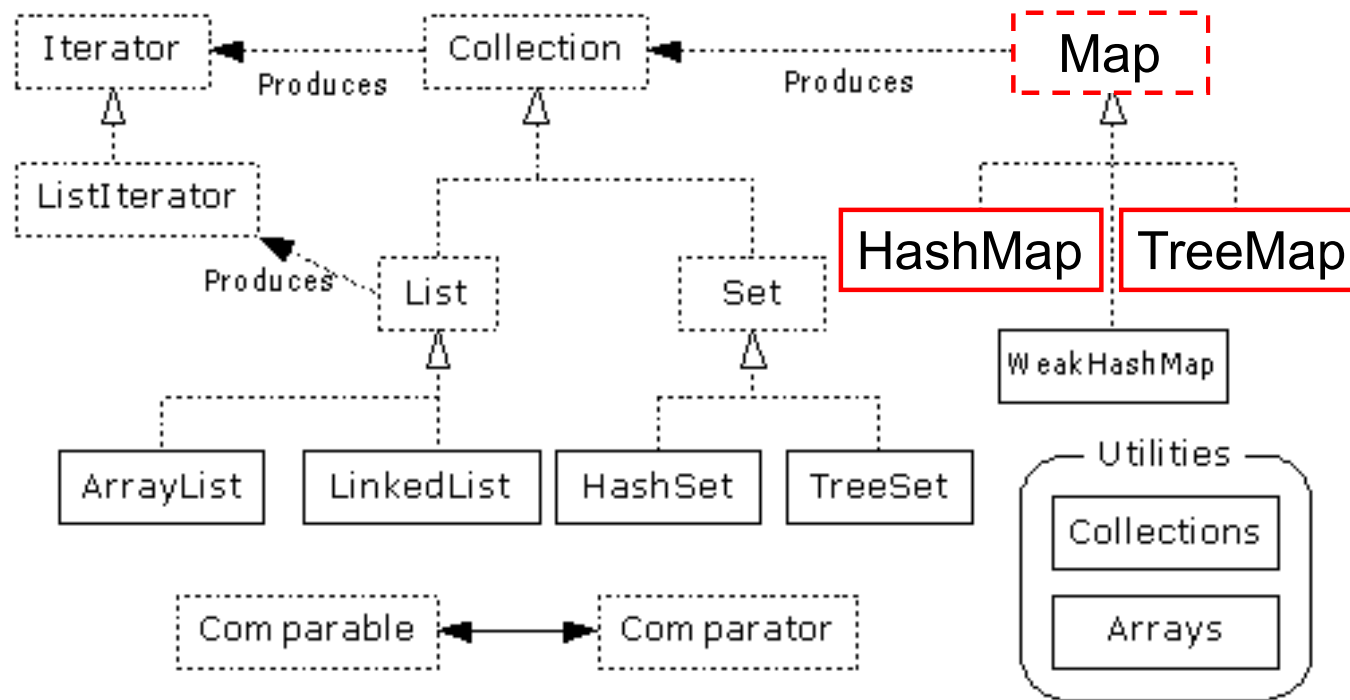 Iterator
Collection
Map
Produces
Produces
ListIterator
HashMap
TreeMap
Produces
List
Set
WeakHashMap
Utilities
ArrayList
LinkedList
HashSet
TreeSet
Collections
Comparable
Comparator
Arrays